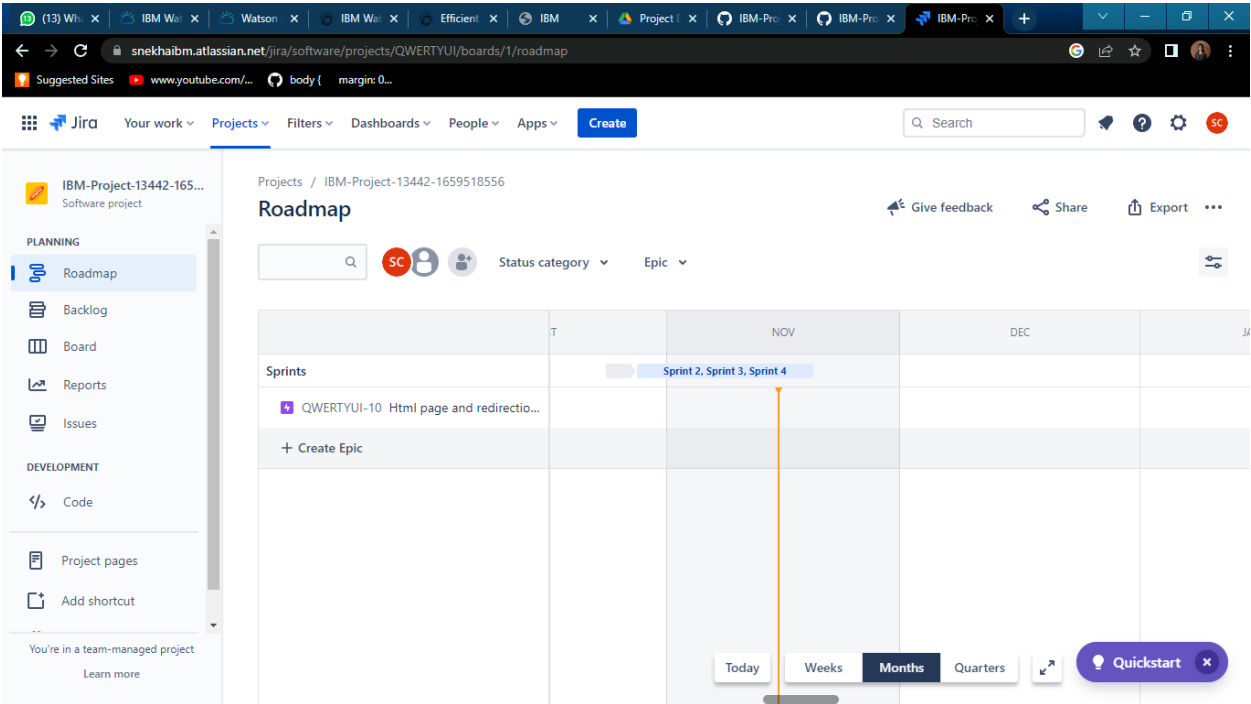 (13) Wh
IBM Wat
Watson
IBM Wat
Efficient
IBM
Project D
IBM-Proj
IBM-Pro
IBM-Pro
snekhaibm.atlassian.net/jira/software/projects/QWERTYUI/boards/1/roadmap
Suggested Sites
www.youtube.com/...
body { margin: 0...
Jira
Your work
Projects
Filters
Dashboards
People
Apps
Create
Search
SC
IBM-Project-13442-165...
Software project
PLANNING
Roadmap
Backlog
Board
Reports
Issues
DEVELOPMENT
Code
Project pages
Add shortcut
You're in a team-managed project
Learn more
Projects / IBM-Project-13442-1659518556
Roadmap
Give feedback
Share
Export
SC
Status category
Epic
T
NOV
DEC
JA
Sprints
Sprint 2, Sprint 3, Sprint 4
QWERTYUI-10 Html page and redirectio...
+ Create Epic
Today
Weeks
Months
Quarters
Quickstart